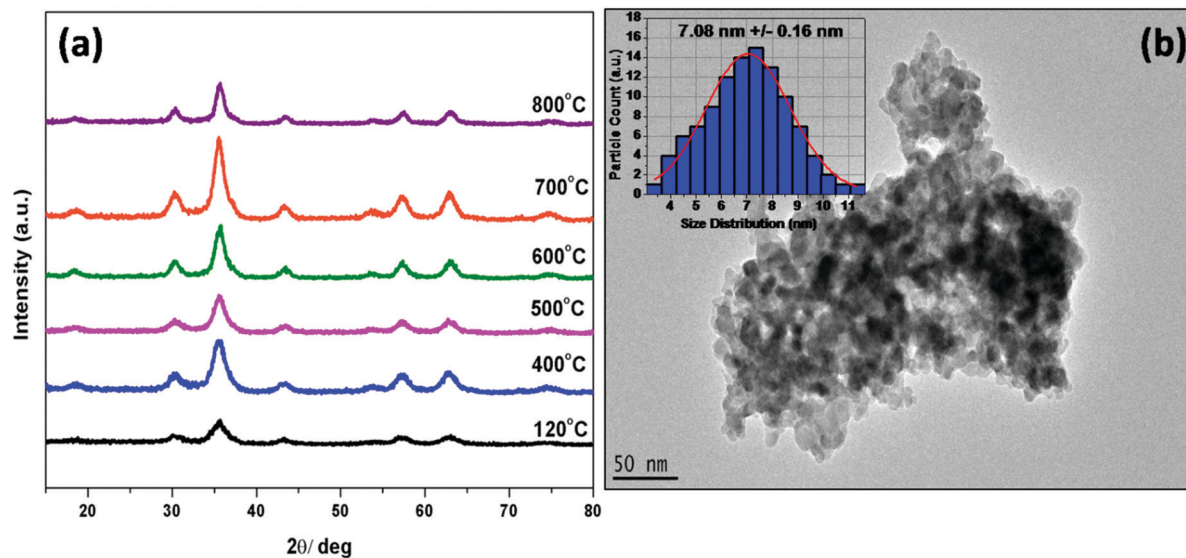 (a)
800°C
700°C
600°C
500°C
400°C
120°C
Intensity (a.u.)
20 30 40 50 60 70 80
2θ/ deg
(b)
7.08 nm +/- 0.16 nm
18
16
14
12
10
8
6
4
2
0
Particle Count (a.u.)
4 5 6 7 8 9 10 11
Size Distribution (nm)
50 nm